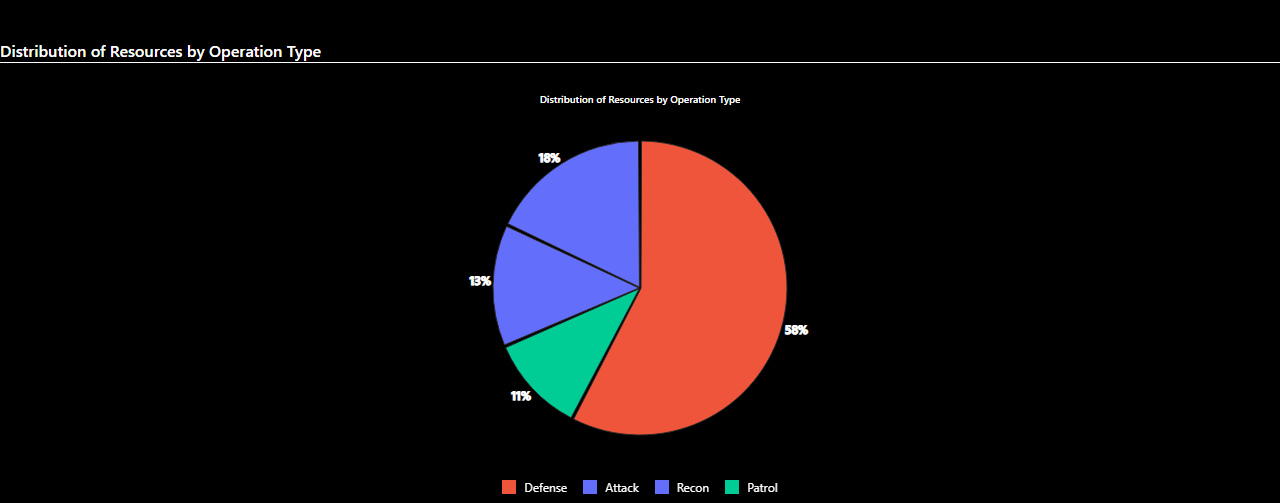 Distribution of Resources by Operation Type
Distribution of Resources by Operation Type
18%
13%
58%
11%
Defense Attack Recon Patrol